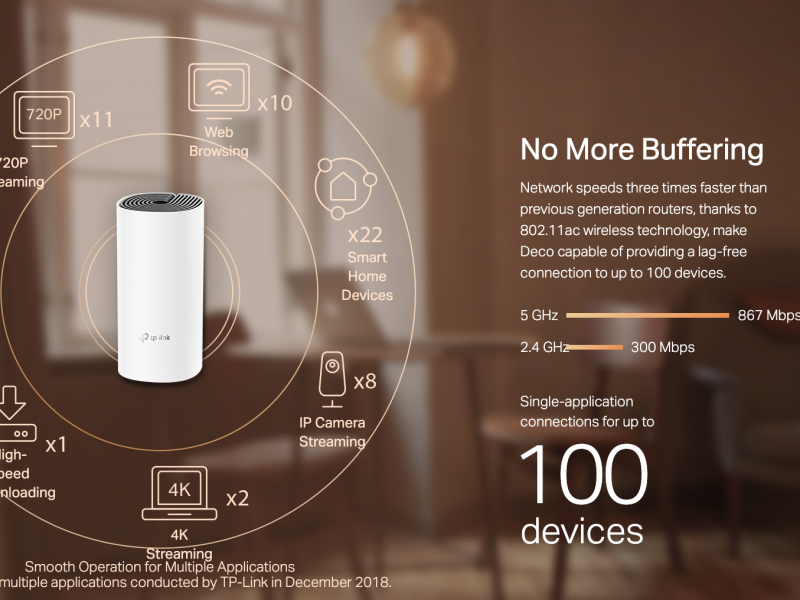 720P
x11
720P
eaming
x10
Web
Browsing
x22
Smart
Home
Devices
tp-link
x8
IP Camera
Streaming
x1
igh-
peed
nloading
4K
x2
4K
Streaming
Smooth Operation for Multiple Applications
multiple applications conducted by TP-Link in December 2018.
No More Buffering
Network speeds three times faster than
previous generation routers, thanks to
802.11ac wireless technology, make
Deco capable of providing a lag-free
connection to up to 100 devices.
5 GHz 867 Mbps
2.4 GHz 300 Mbps
Single-application
connections for up to
100
devices